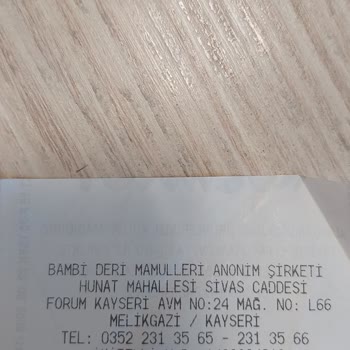 BAMBİ DERİ MAMULLERİ ANONİM ŞİRKETİ
HUNAT MAHALLESİ SİVAS CADDESİ
FORUM KAYSERİ AVM NO:24 MAĞ. NO: L66
MELİKGAZİ / KAYSERİ
TEL: 0352 231 35 65 - 231 35 66